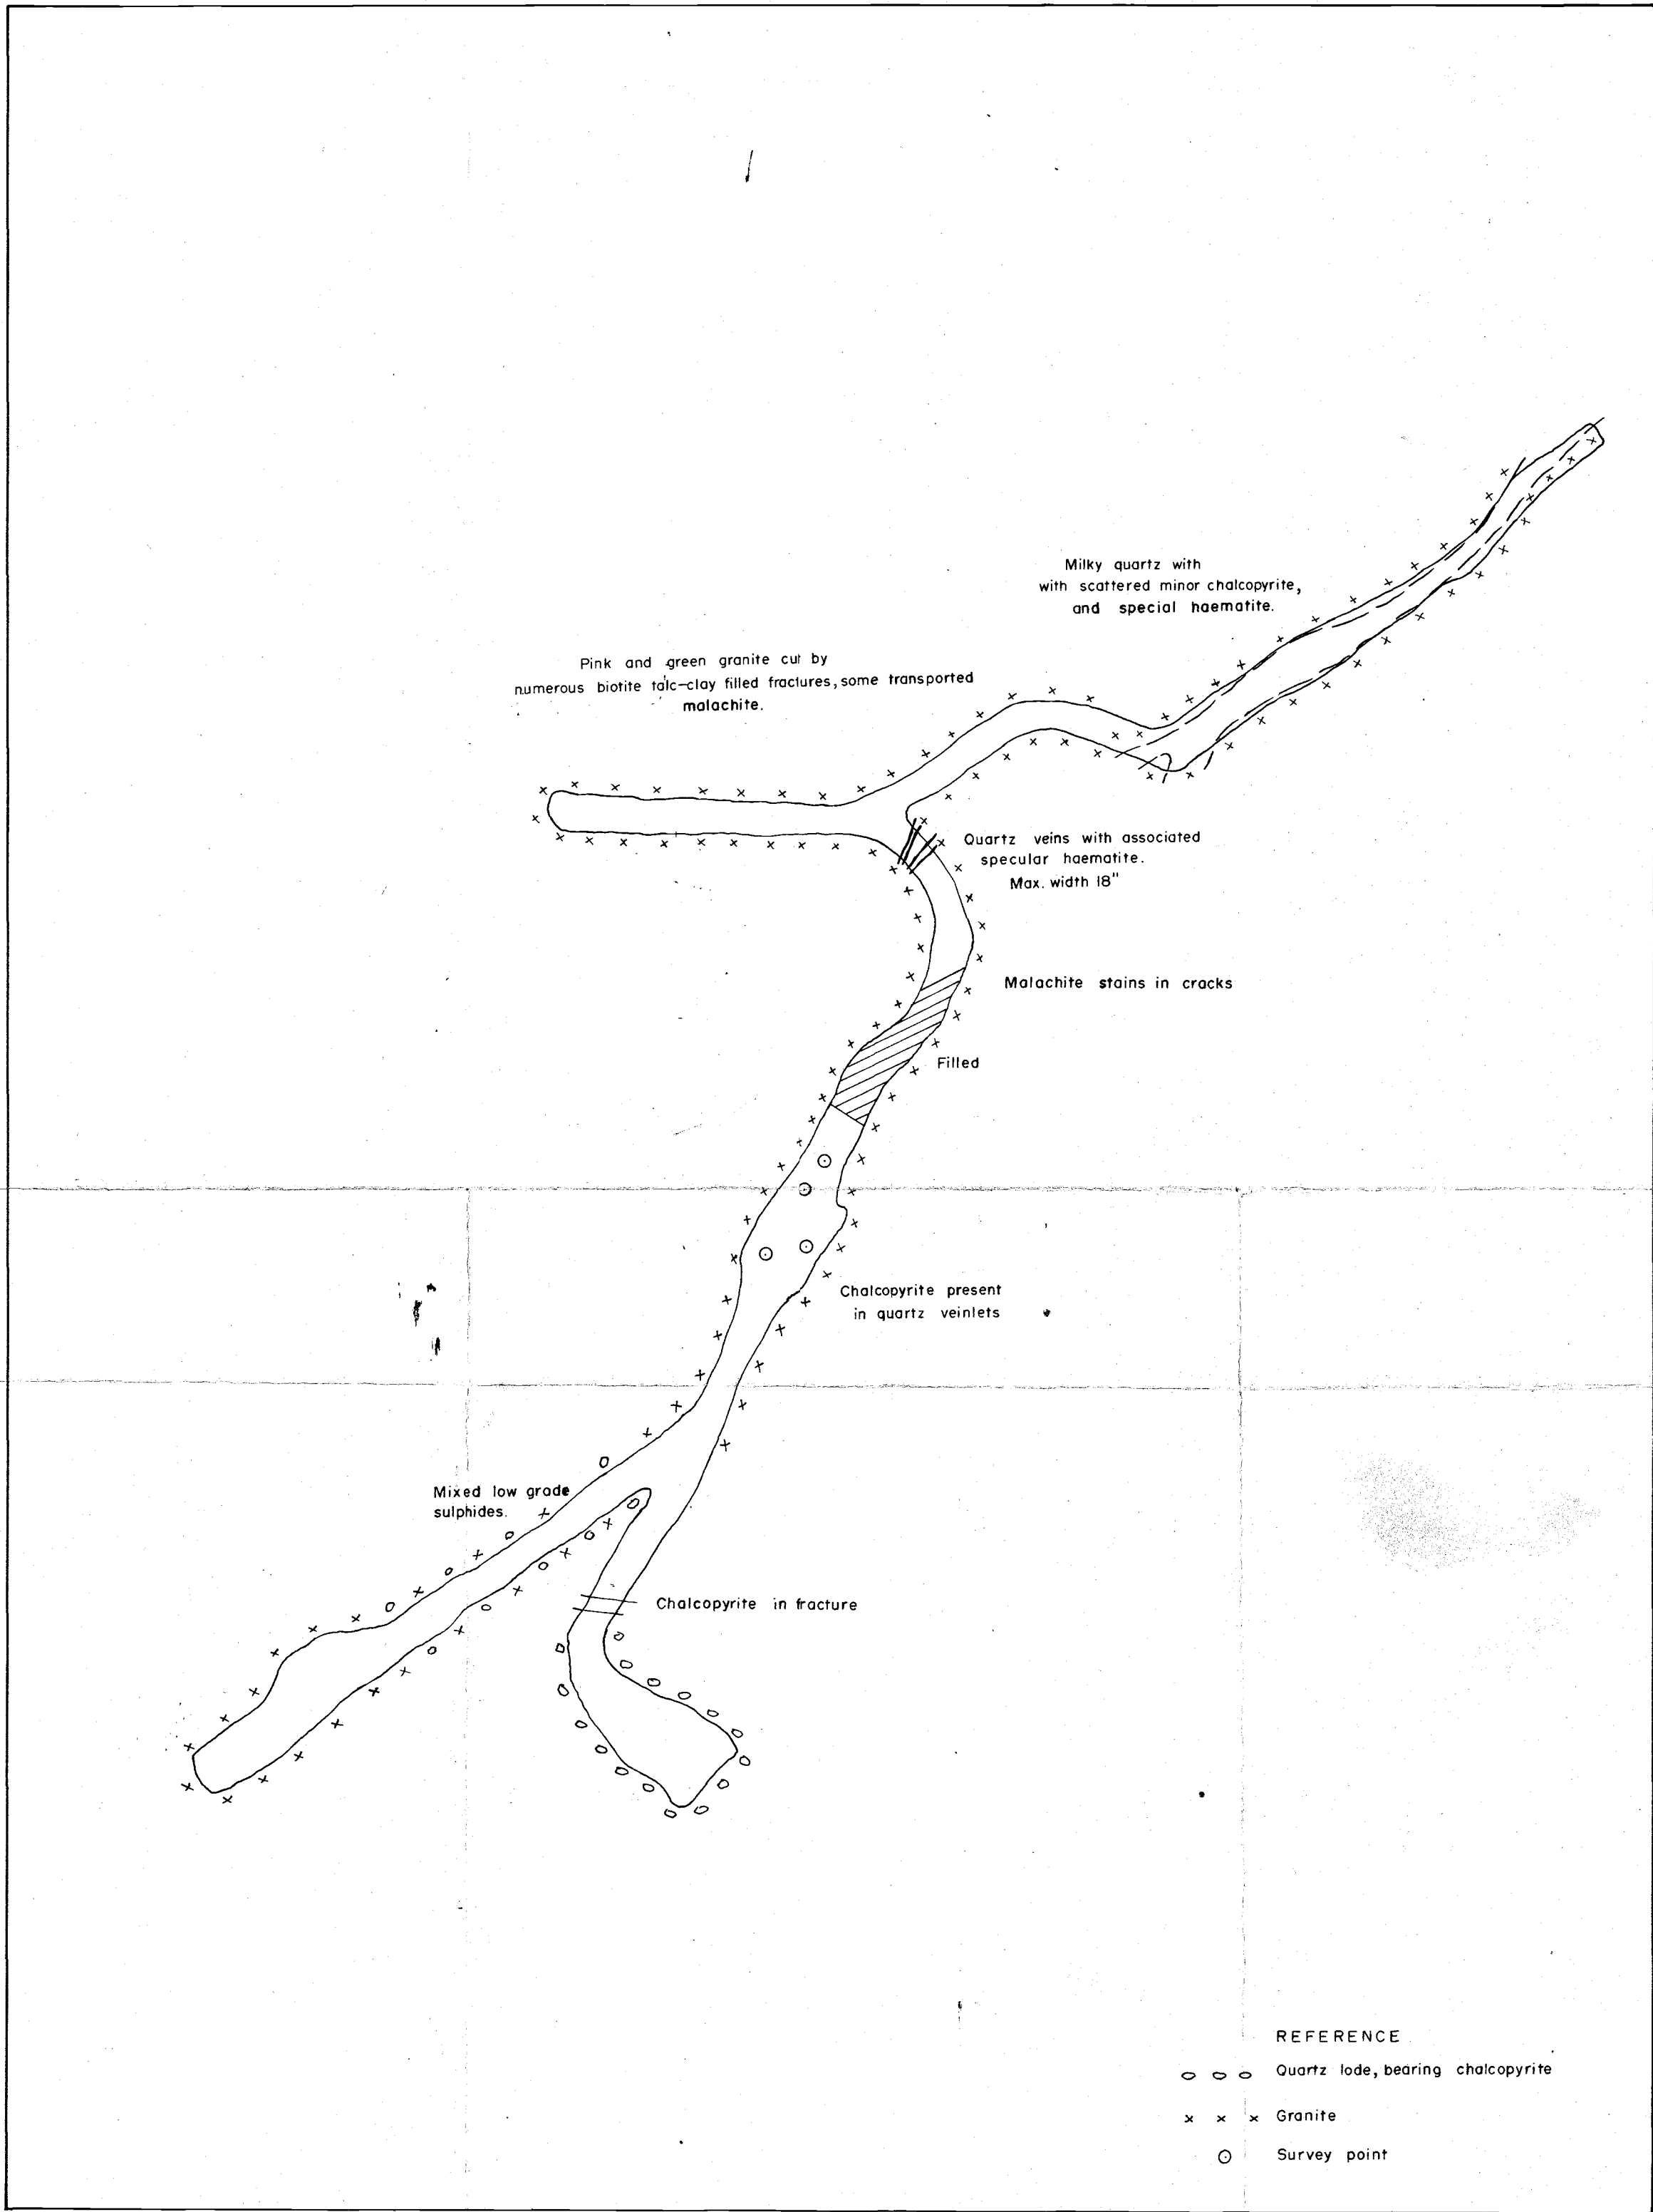 Milky quartz with
with scattered minor chalcopyrite,
and special haematite.
Pink and green granite cut by
numerous biotite talc-clay filled fractures, some transported
malachite.
Quartz veins with associated
specular haematite.
Max. width 18"
Malachite stains in cracks
Filled
Chalcopyrite present
in quartz veinlets
Mixed low grade
sulphides.
Chalcopyrite in fracture
REFERENCE
Quartz lode, bearing chalcopyrite
Granite
Survey point